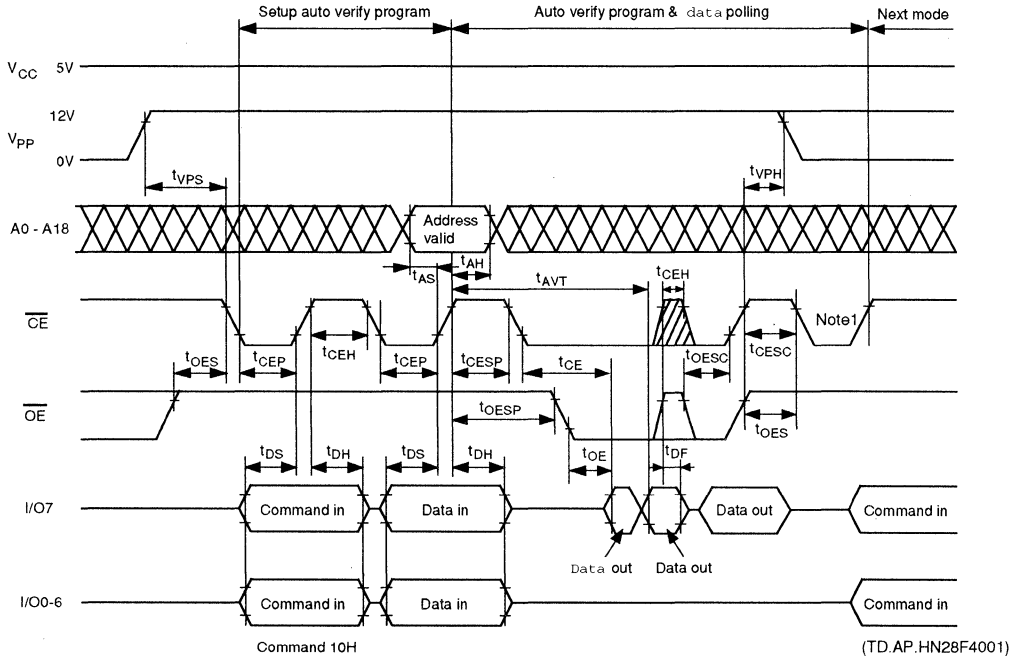 Setup auto verify program
Auto verify program & data polling
Next mode
VCC 5V
12V
VPP
0V
tVPS
tVPH
A0 - A18
Address
valid
tAS
tAH
tAVT
tCEH
CE
Note1
tOES
tCEP
tCEH
tCEP
tCESP
tCE
tOESC
tCESC
OE
tOESP
tOES
tDS
tDH
tDS
tDH
tOE
tDF
I/O7
Command in
Data in
Data out
Command in
Data out
Data out
I/O0-6
Command in
Data in
Command in
Command 10H
(TD.AP.HN28F4001)